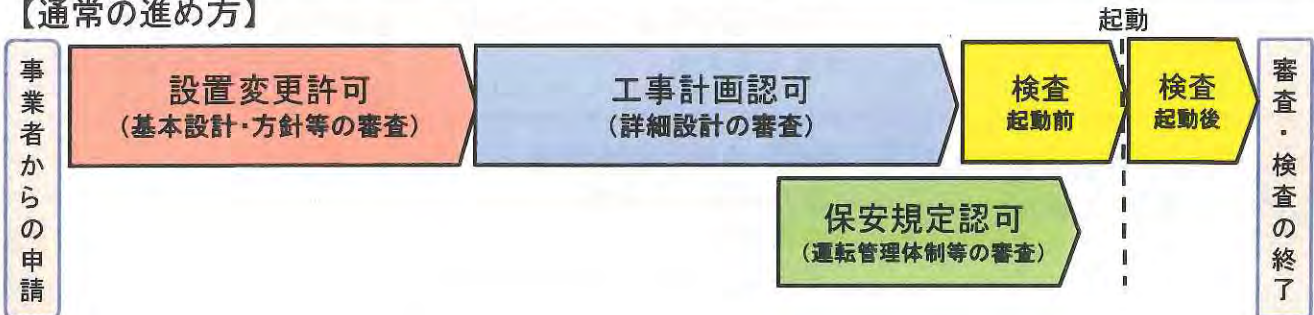 【通常の進め方】
事業者からの申請
設置変更許可
(基本設計・方針等の審査)
工事計画認可
(詳細設計の審査)
検査
起動前
起動
検査
起動後
保安規定認可
(運転管理体制等の審査)
審査・検査の終了